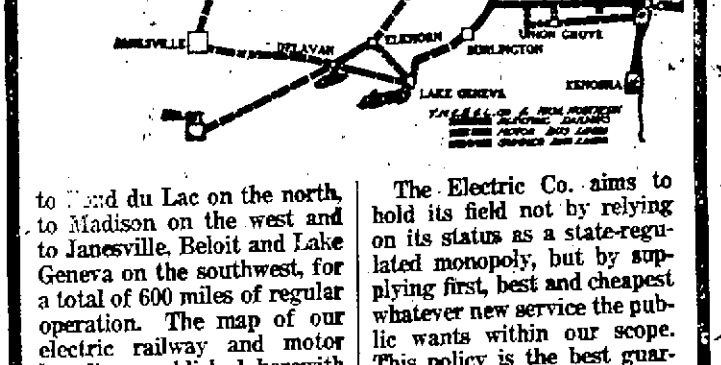 JANESVILLE
DELAVAN
ELKHORN
BURLINGTON
UNION GROVE
LAKE GENEVA
KENOSHA
to du Lac on the north,
to Madison on the west and
to Janesville, Beloit and Lake
Geneva on the southwest, for
a total of 600 miles of regular
operation. The map of our
electric railway and motor
The Electric Co. aims to
hold its field not by relying
on its status as a state-regu-
lated monopoly, but by sup-
plying first, best and cheapest
whatever new service the pub-
lic wants within our scope.
This policy is the best guar-